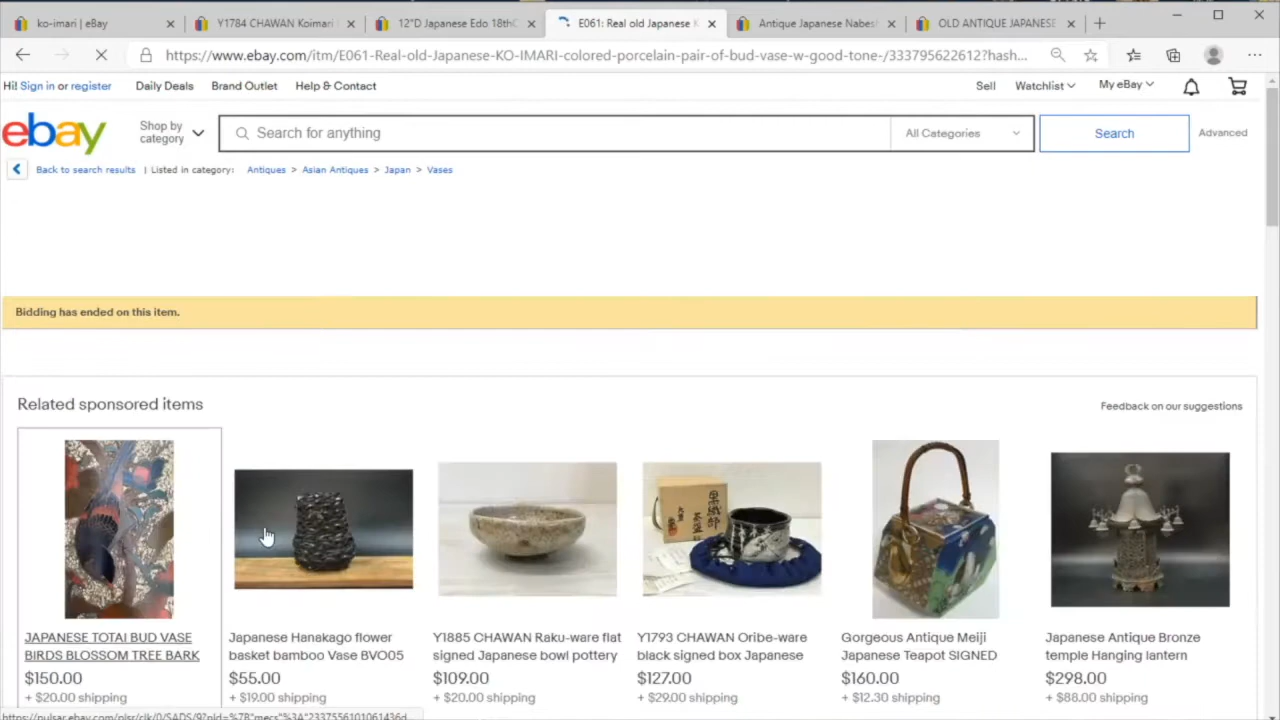 ko-imari | eBay
Y1784 CHAWAN Koimari
12"D Japanese Edo 18th
E061: Real old Japanese K
Antique Japanese Nabes
OLD ANTIQUE JAPANESE
https://www.ebay.com/itm/E061-Real-old-Japanese-KO-IMARI-colored-porcelain-pair-of-bud-vase-w-good-tone-/333795622612?hash...
Hi! Sign in or register
Daily Deals
Brand Outlet
Help & Contact
Sell
Watchlist
My eBay
ebay
Shop by
category
Search for anything
All Categories
Search
Advanced
Back to search results | Listed in category: Antiques > Asian Antiques > Japan > Vases
Bidding has ended on this item.
Related sponsored items
Feedback on our suggestions
JAPANESE TOTAI BUD VASE
BIRDS BLOSSOM TREE BARK
$150.00
+ $20.00 shipping
Japanese Hanakago flower
basket bamboo Vase BVO05
$55.00
+ $19.00 shipping
Y1885 CHAWAN Raku-ware flat
signed Japanese bowl pottery
$109.00
+ $20.00 shipping
Y1793 CHAWAN Oribe-ware
black signed box Japanese
$127.00
+ $29.00 shipping
Gorgeous Antique Meiji
Japanese Teapot SIGNED
$160.00
+ $12.30 shipping
Japanese Antique Bronze
temple Hanging lantern
$298.00
+ $88.00 shipping